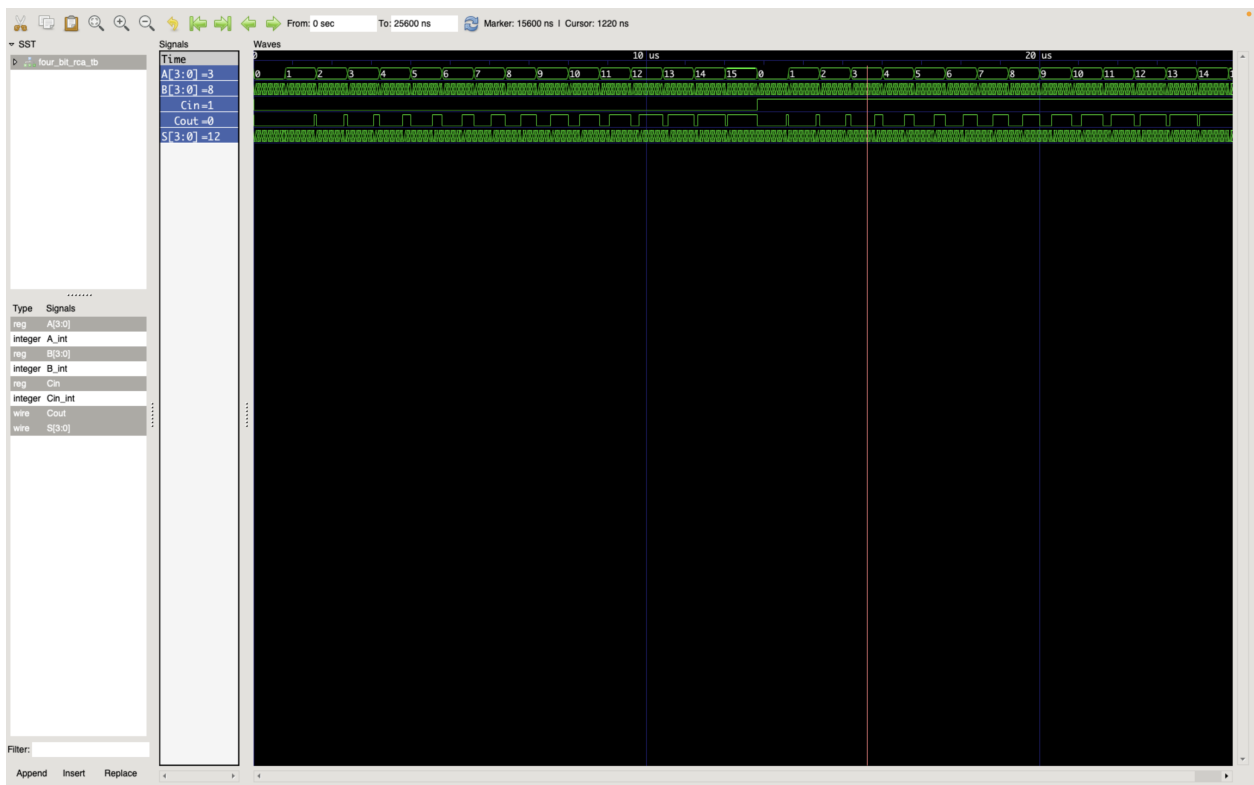 From: 0 sec To: 25600 ns Marker: 15600 ns | Cursor: 1220 ns
SST
four_bit_rca_tb
Signals
Time
A[3:0] =3
B[3:0] =8
Cin=1
Cout =0
S[3:0] =12
Waves
0 10 us 20 us
0 1 2 3 4 5 6 7 8 9 10 11 12 13 14 15 0 1 2 3 4 5 6 7 8 9 10 11 12 13 14 1
Type Signals
reg A[3:0]
integer A_int
reg B[3:0]
integer B_int
reg Cin
integer Cin_int
wire Cout
wire S[3:0]
Filter:
Append Insert Replace